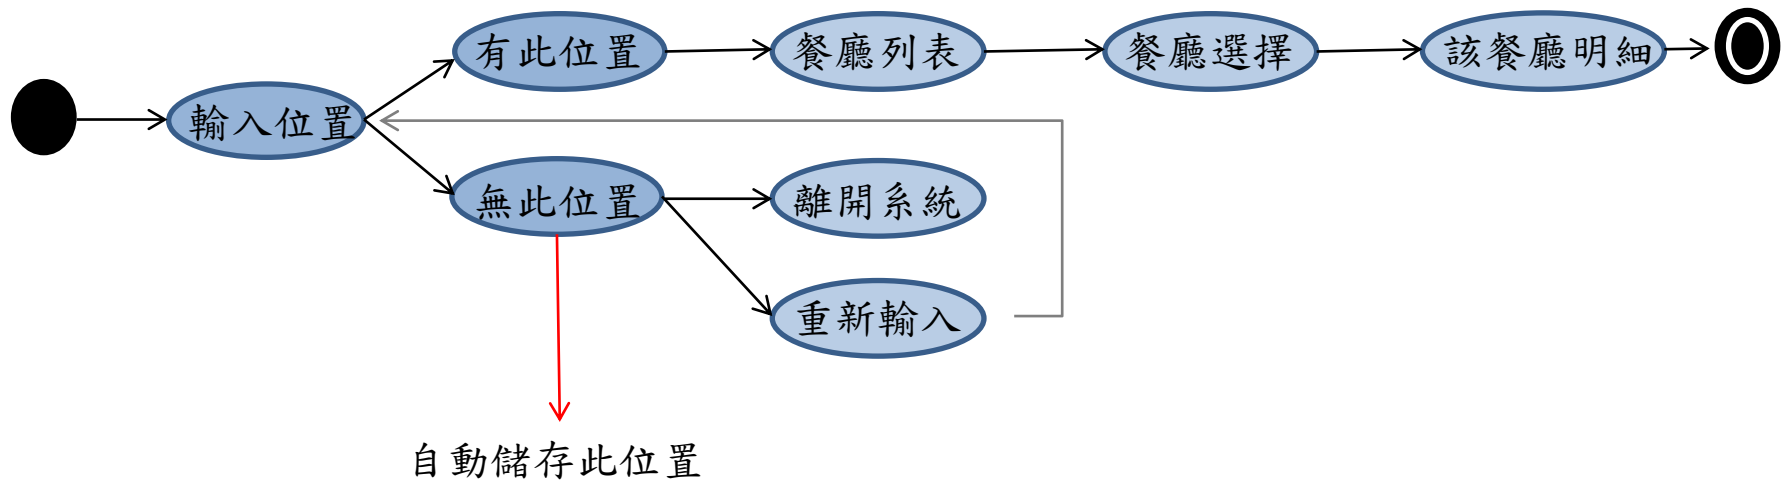 有此位置
餐廳列表
餐廳選擇
該餐廳明細
輸入位置
無此位置
離開系統
重新輸入
自動儲存此位置